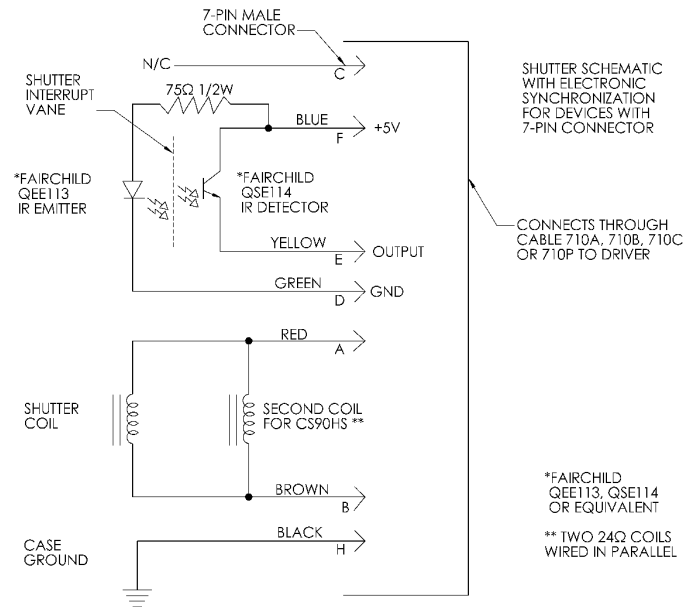 7-PIN MALE
CONNECTOR
N/C
C
SHUTTER
INTERRUPT
VANE
75Ω 1/2W
BLUE
F
+5V
SHUTTER SCHEMATIC
WITH ELECTRONIC
SYNCHRONIZATION
FOR DEVICES WITH
7-PIN CONNECTOR
*FAIRCHILD
QEE113
IR EMITTER
*FAIRCHILD
QSE114
IR DETECTOR
YELLOW
E
OUTPUT
CONNECTS THROUGH
CABLE 710A, 710B, 710C
OR 710P TO DRIVER
GREEN
D
GND
RED
A
SHUTTER
COIL
SECOND COIL
FOR CS90HS **
BROWN
B
*FAIRCHILD
QEE113, QSE114
OR EQUIVALENT
** TWO 24Ω COILS
WIRED IN PARALLEL
BLACK
H
CASE
GROUND